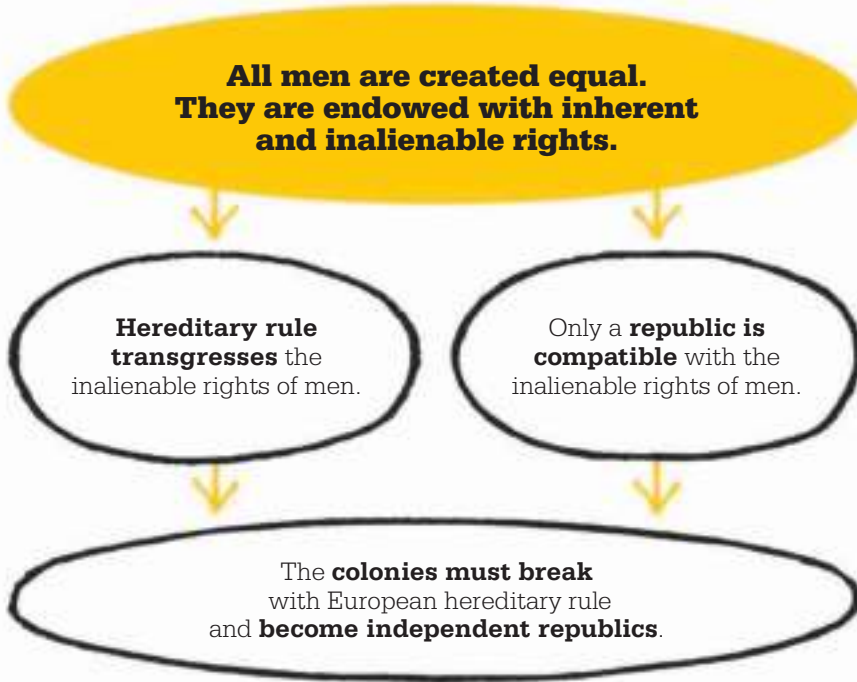 All men are created equal.
They are endowed with inherent
and inalienable rights.
Hereditary rule
transgresses the
inalienable rights of men.
Only a republic is
compatible with the
inalienable rights of men.
The colonies must break
with European hereditary rule
and become independent republics.